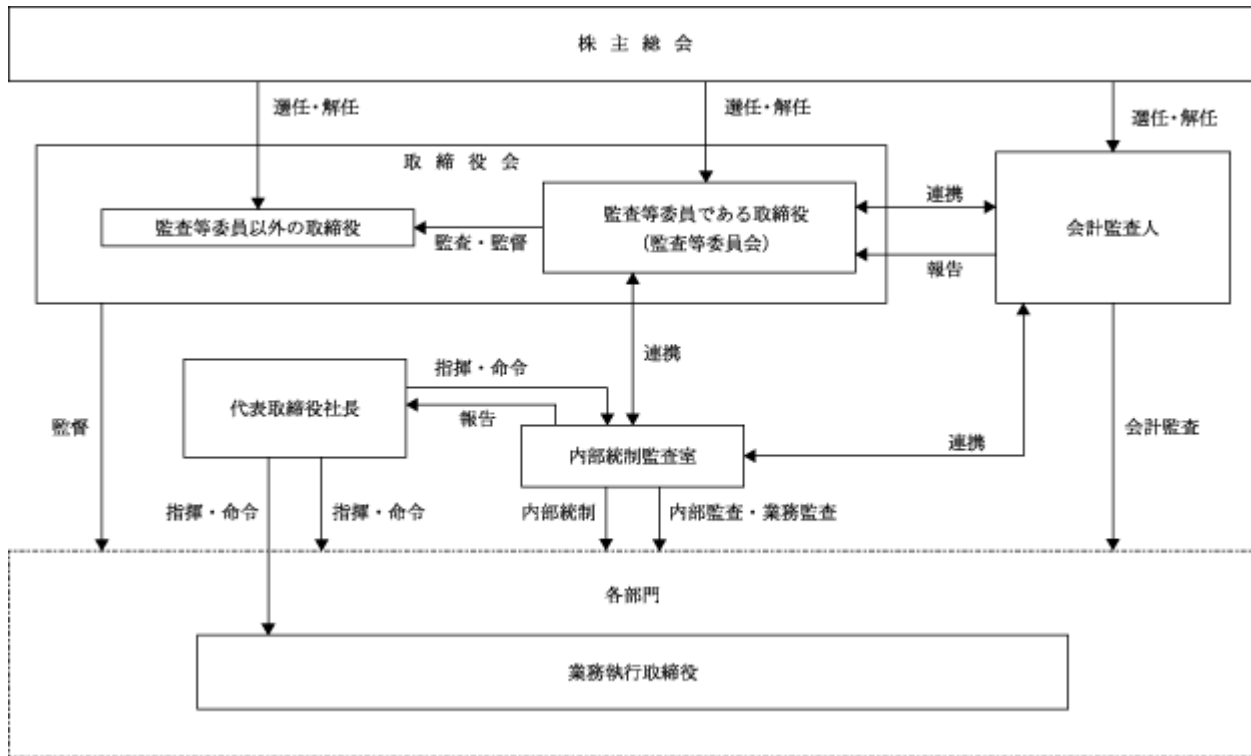 株主総会
選任・解任
選任・解任
選任・解任
取締役会
監査等委員以外の取締役
監査・監督
監査等委員である取締役
(監査等委員会)
連携
報告
会計監査人
連携
指揮・命令
報告
代表取締役社長
監督
内部統制監査室
連携
会計監査
指揮・命令
指揮・命令
内部統制
内部監査・業務監査
各部門
業務執行取締役